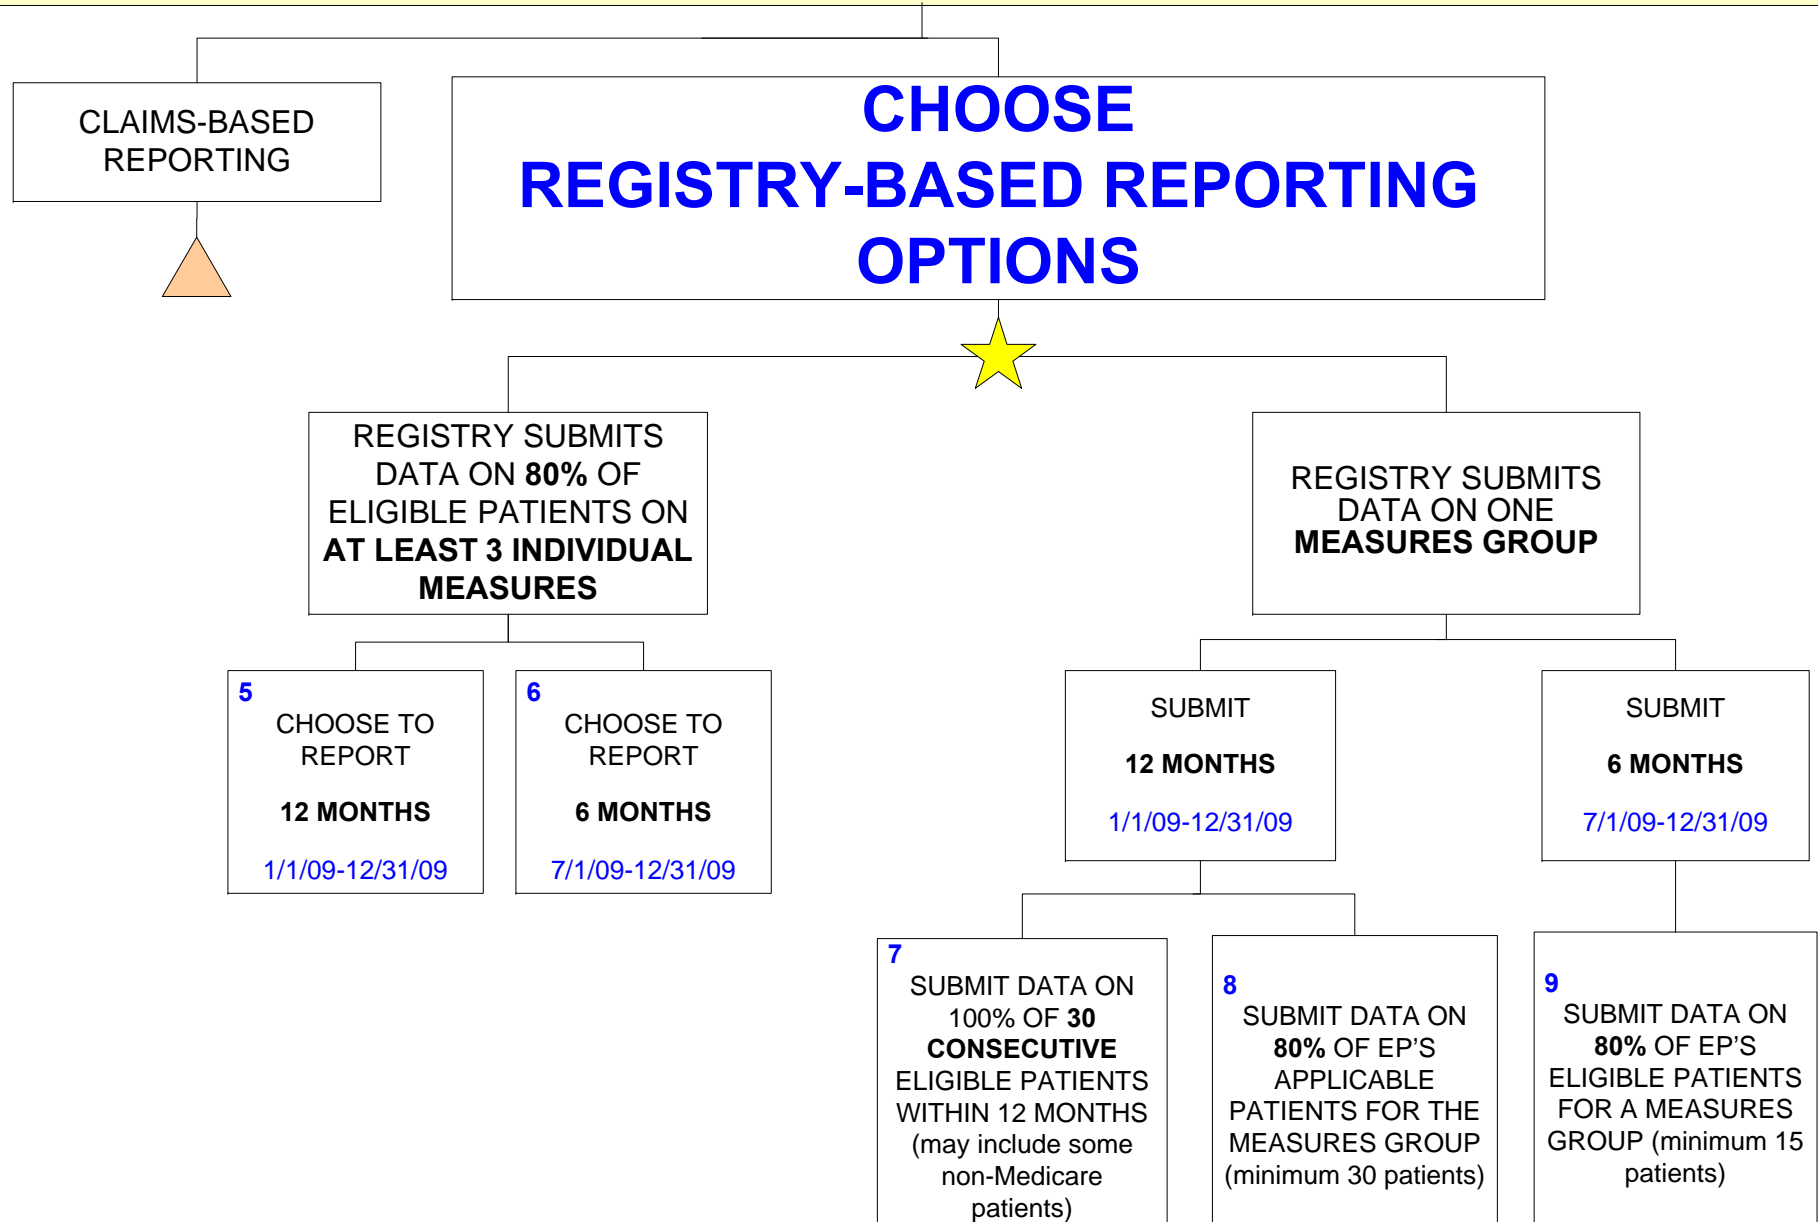 CLAIMS-BASED
REPORTING
CHOOSE
REGISTRY-BASED REPORTING
OPTIONS
REGISTRY SUBMITS
DATA ON 80% OF
ELIGIBLE PATIENTS ON
AT LEAST 3 INDIVIDUAL
MEASURES
REGISTRY SUBMITS
DATA ON ONE
MEASURES GROUP
5
CHOOSE TO
REPORT
12 MONTHS
1/1/09-12/31/09
6
CHOOSE TO
REPORT
6 MONTHS
7/1/09-12/31/09
SUBMIT
12 MONTHS
1/1/09-12/31/09
SUBMIT
6 MONTHS
7/1/09-12/31/09
7
SUBMIT DATA ON
100% OF 30
CONSECUTIVE
ELIGIBLE PATIENTS
WITHIN 12 MONTHS
(may include some
non-Medicare
patients)
8
SUBMIT DATA ON
80% OF EP’S
APPLICABLE
PATIENTS FOR THE
MEASURES GROUP
(minimum 30 patients)
9
SUBMIT DATA ON
80% OF EP’S
ELIGIBLE PATIENTS
FOR A MEASURES
GROUP (minimum 15
patients)